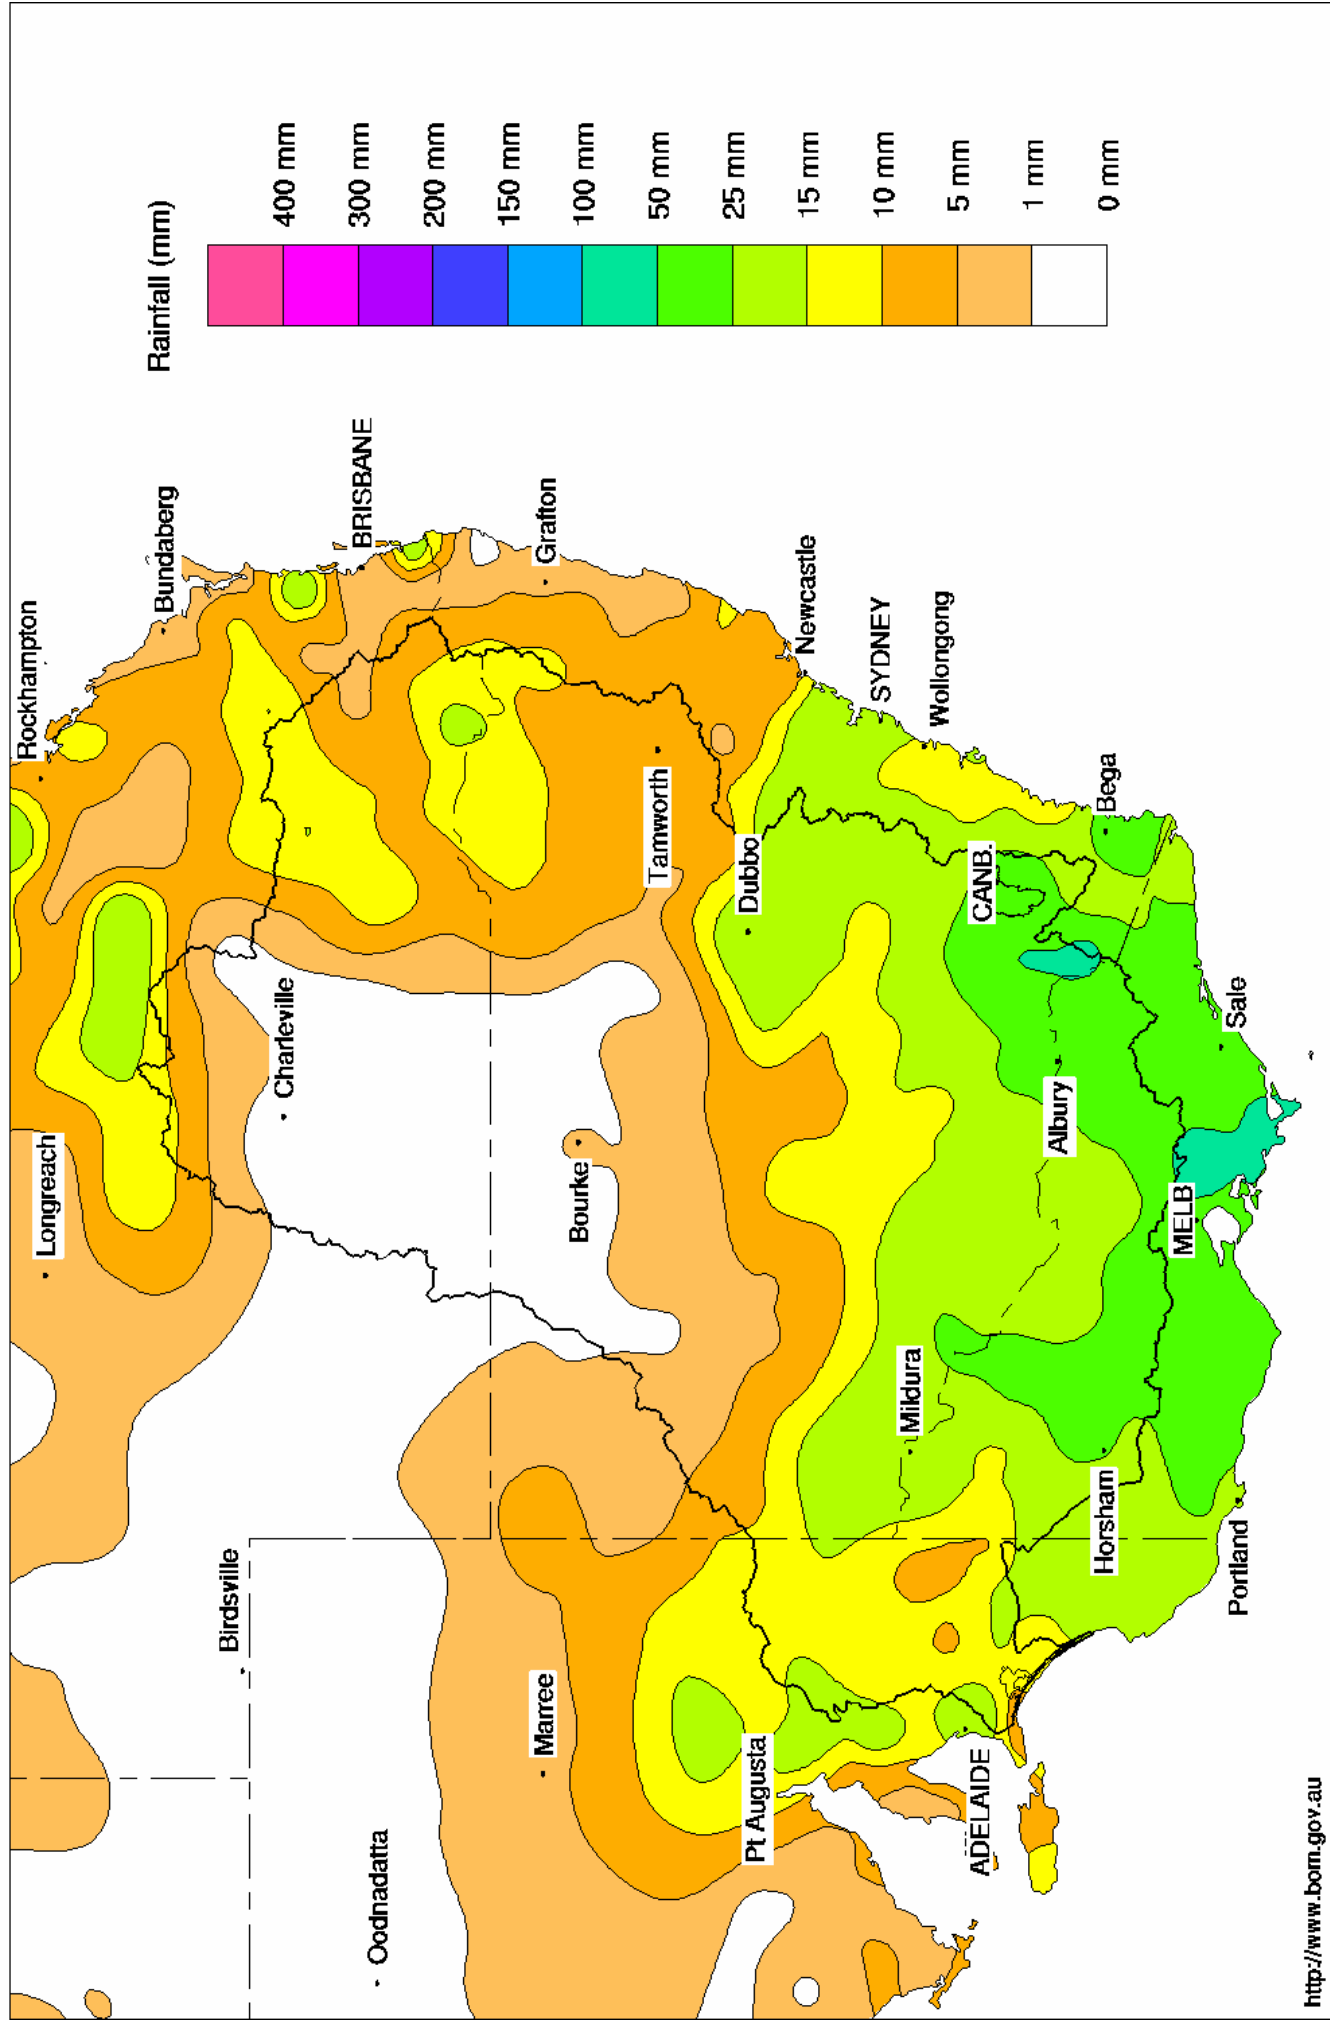 Rockhampton
Longreach
Bundaberg
Rainfall (mm)
Birdsville
Charleville
400 mm
BRISBANE
300 mm
Oodnadatta
200 mm
150 mm
Marree
Grafton
Bourke
100 mm
Tamworth
50 mm
25 mm
Pt Augusta
Dubbo
Newcastle
15 mm
SYDNEY
10 mm
Mildura
Wollongong
5 mm
ADELAIDE
CANB.
1 mm
Albury
Horsham
Bega
0 mm
MELB
Portland
Sale
http://www.bom.gov.au